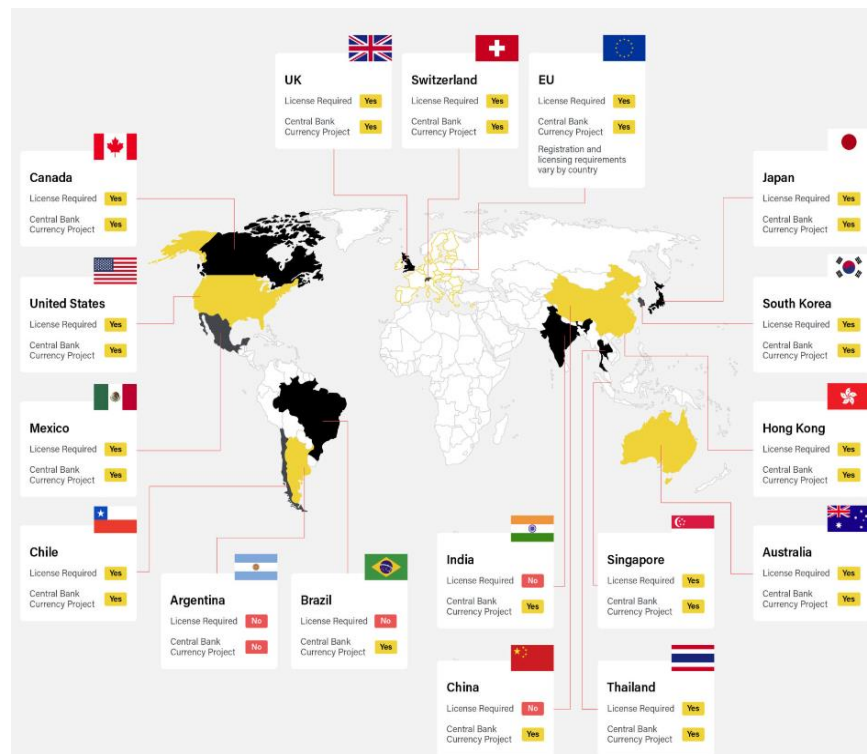 UK
License Required Yes
Central Bank
Currency Project Yes
Switzerland
License Required Yes
Central Bank
Currency Project Yes
EU
License Required Yes
Central Bank
Currency Project Yes
Registration and
licensing requirements
vary by country
Canada
License Required Yes
Central Bank
Currency Project Yes
Japan
License Required Yes
Central Bank
Currency Project Yes
United States
License Required Yes
Central Bank
Currency Project Yes
South Korea
License Required Yes
Central Bank
Currency Project Yes
Mexico
License Required Yes
Central Bank
Currency Project Yes
Hong Kong
License Required Yes
Central Bank
Currency Project Yes
Chile
License Required Yes
Central Bank
Currency Project Yes
Argentina
License Required No
Central Bank
Currency Project No
Brazil
License Required No
Central Bank
Currency Project Yes
India
License Required No
Central Bank
Currency Project Yes
Singapore
License Required Yes
Central Bank
Currency Project Yes
Australia
License Required Yes
Central Bank
Currency Project Yes
China
License Required No
Central Bank
Currency Project Yes
Thailand
License Required Yes
Central Bank
Currency Project Yes